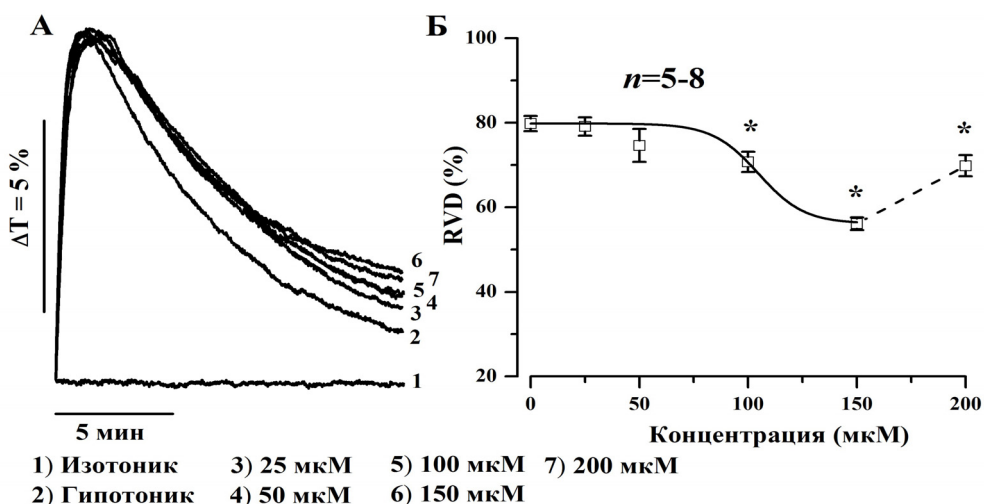 А
ΔT = 5 %
6
7
5
4
3
2
1
5 мин
Б
n=5-8
*
*
*
100
80
60
40
20
RVD (%)
0
50
100
150
200
Концентрация (мкМ)
1) Изотоник 3) 25 мкМ 5) 100 мкМ 7) 200 мкМ
2) Гипотоник 4) 50 мкМ 6) 150 мкМ